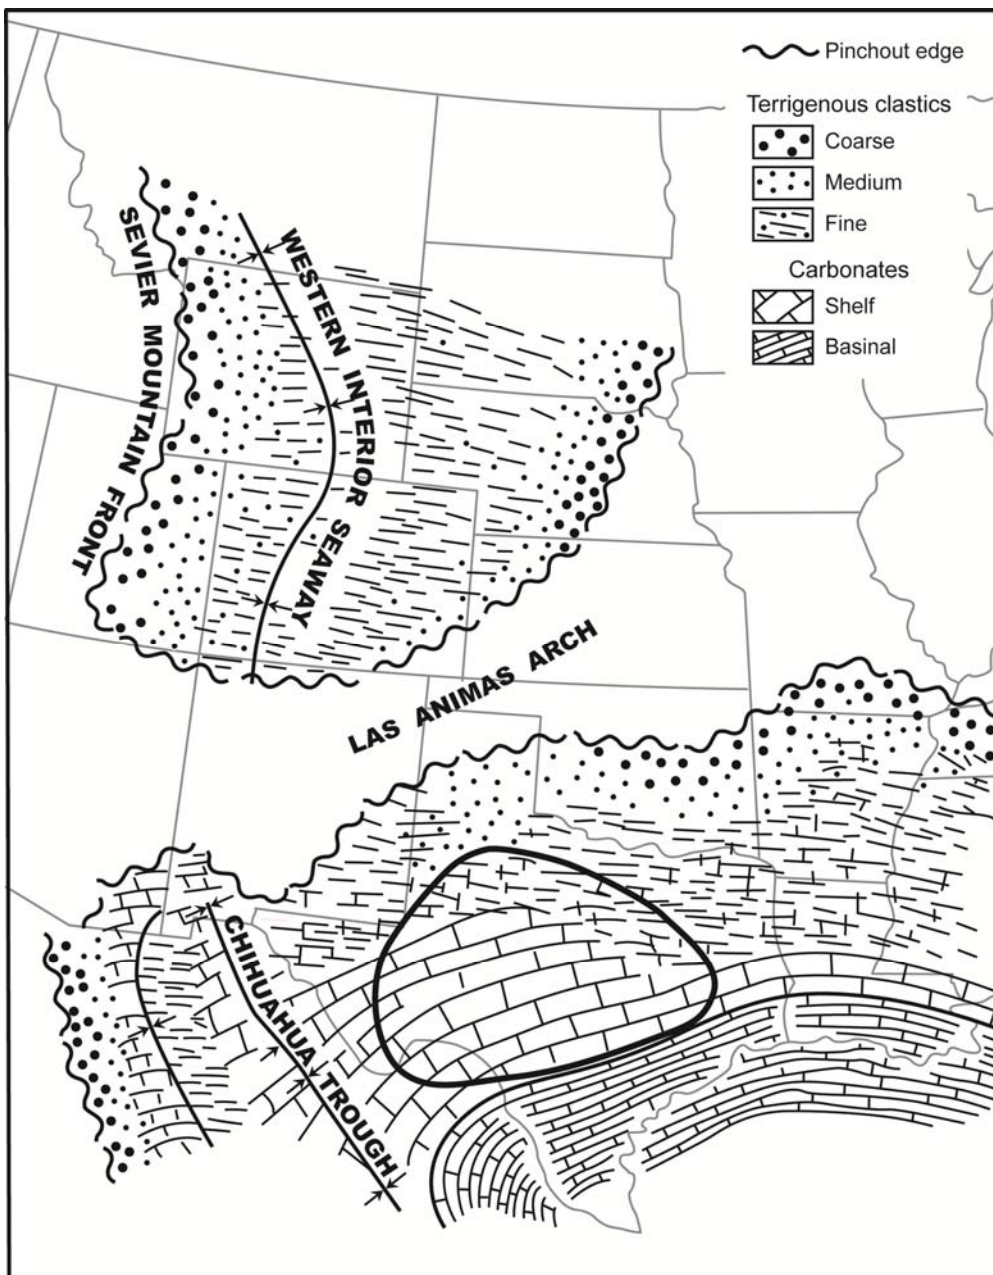 Pinchout edge
Terrigenous clastics
Coarse
Medium
Fine
Carbonates
Shelf
Basinal
SEVIER MOUNTAIN FRONT
WESTERN INTERIOR SEAWAY
LAS ANIMAS ARCH
CHIHUAHUA TROUGH